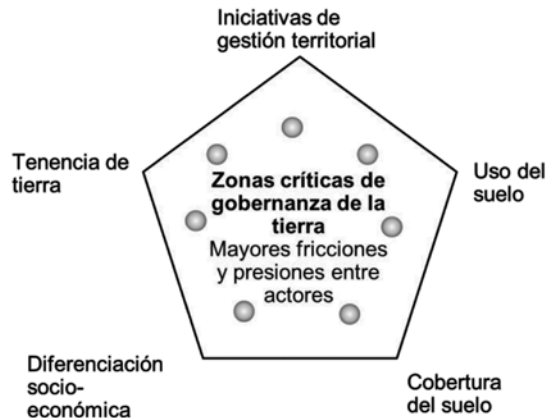 Iniciativas de
gestión territorial
Tenencia de
tierra
Zonas críticas de
gobernanza de la
tierra
Mayores fricciones
y presiones entre
actores
Uso del
suelo
Diferenciación
socio-
económica
Cobertura
del suelo